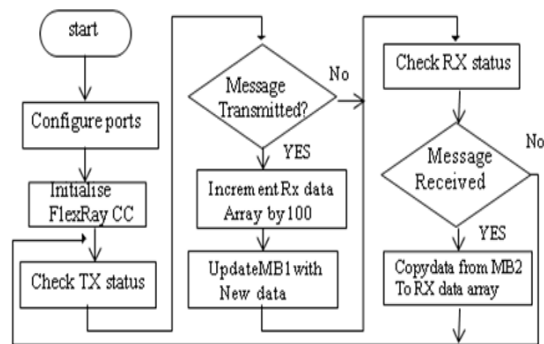 start
Configure ports
Initialise
FlexRay CC
Check TX status
Message
Transmitted?
No
YES
Increment Rx data
Array by 100
UpdateMB1 with
New data
Check RX status
Message
Received
No
YES
Copydata from MB2
To RX data array